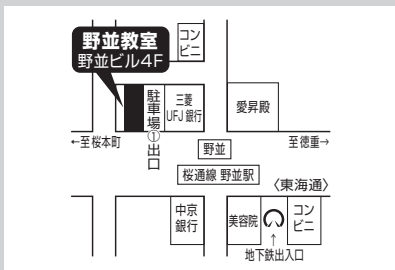 野並教室
野並ビル4F
コンビニ
駐車場①出口
三菱
UFJ銀行
愛昇殿
←至桜本町
至徳重→
野並
桜通線 野並駅
〈東海通〉
中京
銀行
美容院
コンビニ
↑
地下鉄出入口